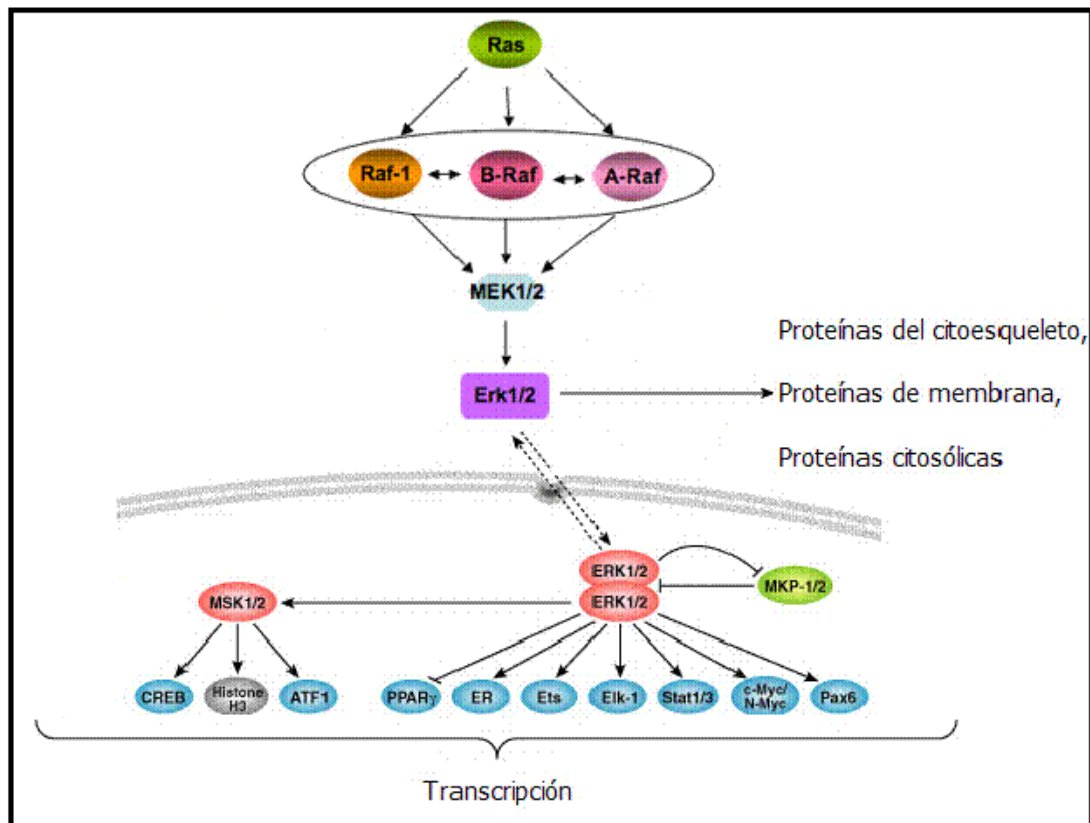 Ras
Raf-1
B-Raf
A-Raf
MEK1/2
Proteínas del citoesqueleto,
Erk1/2
Proteínas de membrana,
Proteínas citosólicas
ERK1/2
MKP-1/2
MSK1/2
ERK1/2
CREB
Histone
H3
ATF1
PPARγ
ER
Ets
Elk-1
Stat1/3
c-Myc/
N-Myc
Pax6
Transcripción